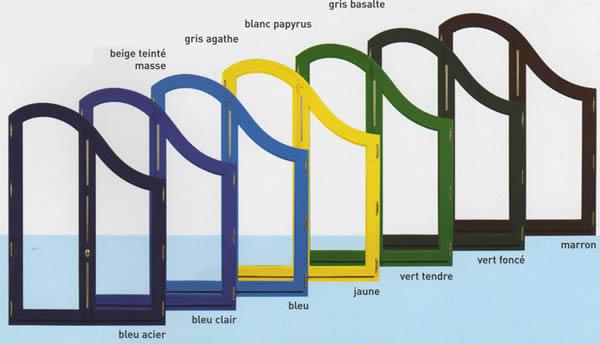 gris basalte
blanc papyrus
gris agathe
beige teinté
masse
marron
vert foncé
vert tendre
jaune
bleu
bleu clair
bleu acier